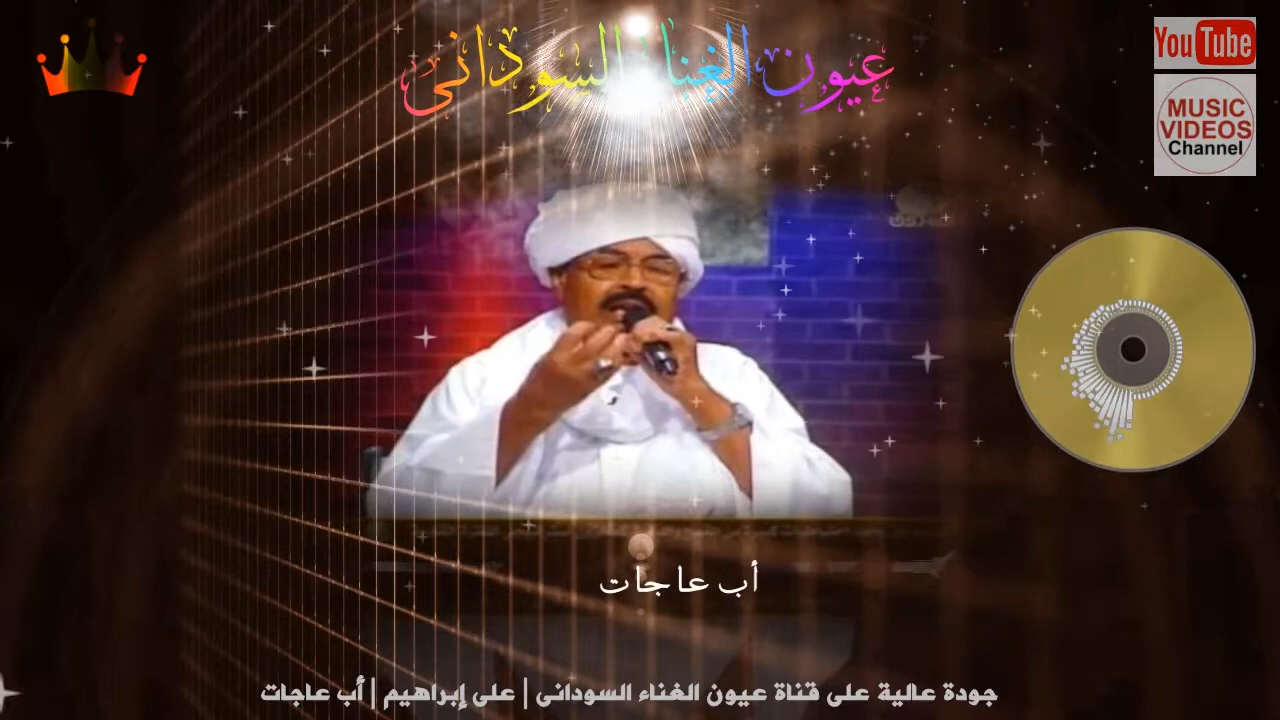 عيون الغناء السودانى
YouTube
MUSIC
VIDEOS
Channel
أب عاجات
جودة عالية على قناة عيون الغناء السودانى | على إبراهيم | أب عاجات